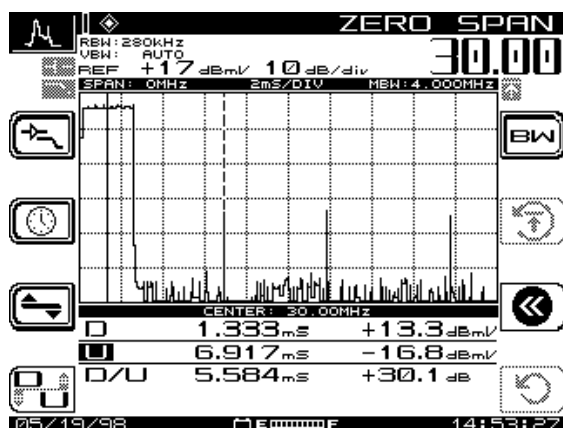 ZERO SPAN
RBW:280KHZ
VBW: AUTO
30.00
REF +17 dBmV 10 dB/div
SPAN: 0MHz 2mS/DIV MBW:4.000MHz
BW
CENTER: 30.00MHz
D 1.333mS +13.3dBmV
U 6.917mS -16.8dBmV
D/U 5.584mS +30.1 dB
D
U
05/19/98 E F 14:53:27